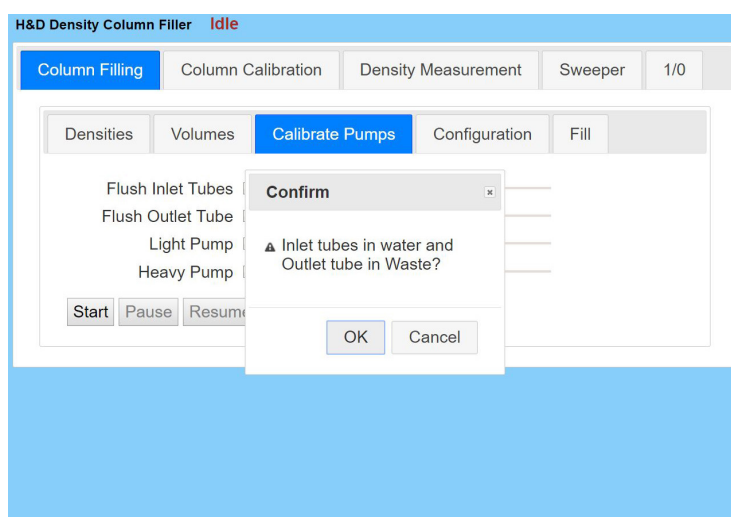 H&D Density Column Filler Idle
Column Filling Column Calibration Density Measurement Sweeper 1/0
Densities Volumes Calibrate Pumps Configuration Fill
Flush Inlet Tubes
Flush Outlet Tube
Light Pump
Heavy Pump
Start Pause Resume
Confirm
Inlet tubes in water and
Outlet tube in Waste?
OK Cancel